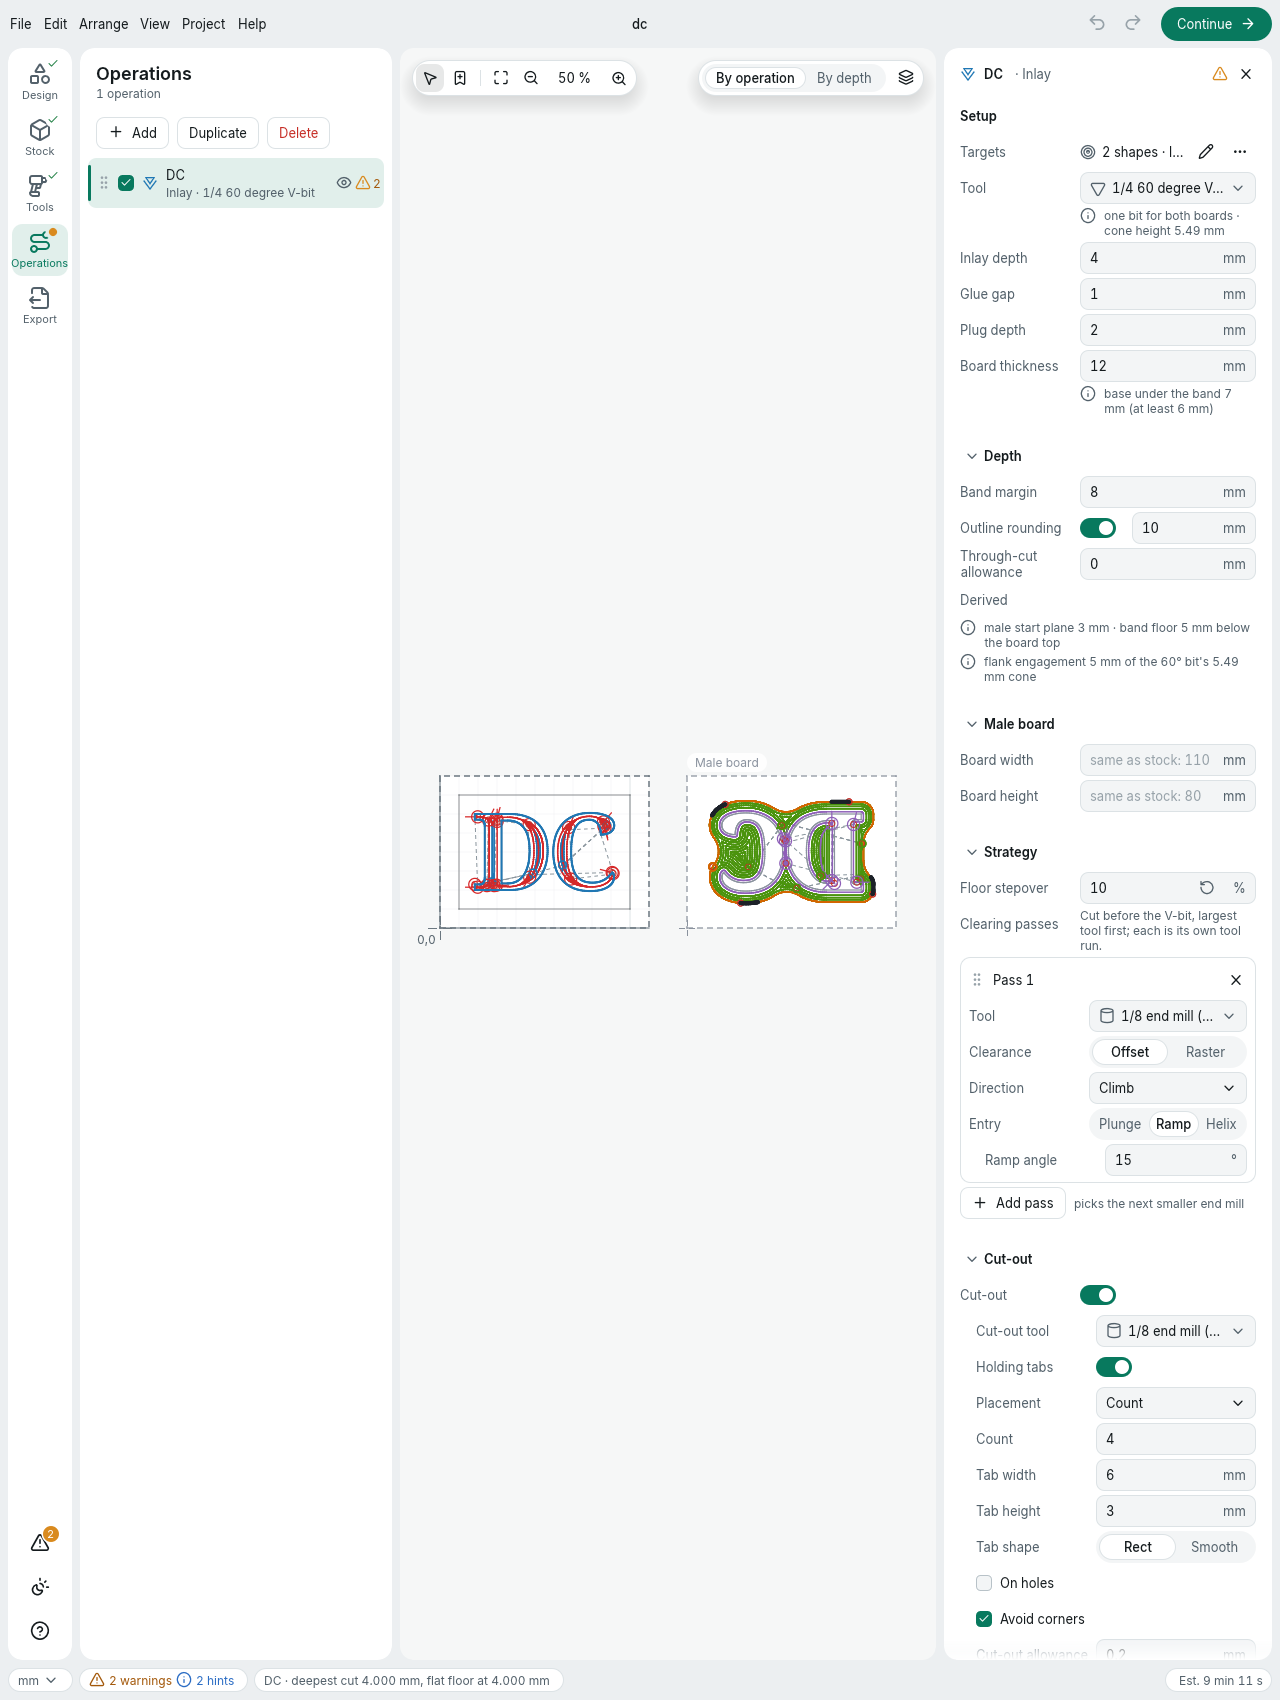 File Edit Arrange View Project Help
dc
Continue
Design
Stock
Tools
Operations
Export
2
Operations
1 operation
Add
Duplicate
Delete
DC
Inlay · 1/4 60 degree V-bit
2
50 %
By operation
By depth
Male board
DC
DC
0,0
DC · Inlay
Setup
Targets
2 shapes · I...
Tool
1/4 60 degree V...
one bit for both boards ·
cone height 5.49 mm
Inlay depth
4 mm
Glue gap
1 mm
Plug depth
2 mm
Board thickness
12 mm
base under the band 7
mm (at least 6 mm)
Depth
Band margin
8 mm
Outline rounding
10 mm
Through-cut
allowance
0 mm
Derived
male start plane 3 mm · band floor 5 mm below
the board top
flank engagement 5 mm of the 60° bit's 5.49
mm cone
Male board
Board width
same as stock: 110 mm
Board height
same as stock: 80 mm
Strategy
Floor stepover
10 %
Clearing passes
Cut before the V-bit, largest
tool first; each is its own tool
run.
Pass 1
Tool
1/8 end mill (...
Clearance
Offset Raster
Direction
Climb
Entry
Plunge Ramp Helix
Ramp angle
15 °
Add pass
picks the next smaller end mill
Cut-out
Cut-out
Cut-out tool
1/8 end mill (...
Holding tabs
Placement
Count
Count
4
Tab width
6 mm
Tab height
3 mm
Tab shape
Rect Smooth
On holes
Avoid corners
Cut-out allowance
0.2 mm
mm
2 warnings 2 hints
DC · deepest cut 4.000 mm, flat floor at 4.000 mm
Est. 9 min 11 s